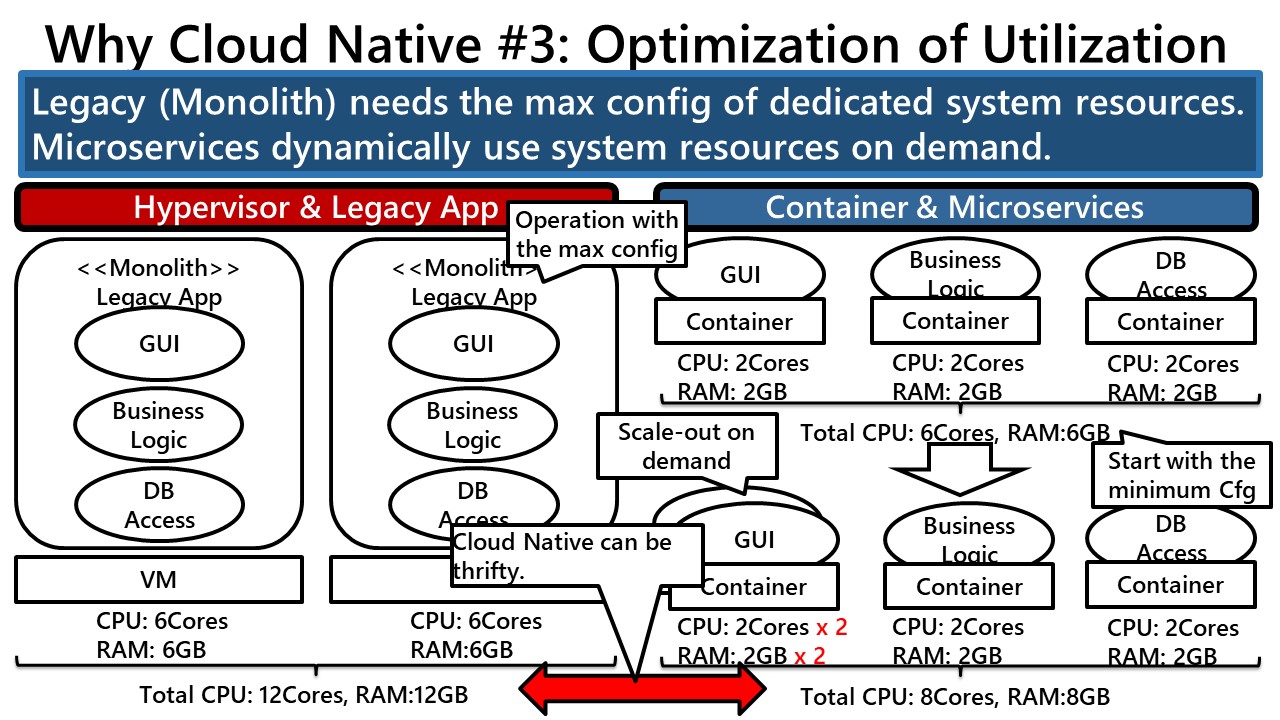 Why Cloud Native #3: Optimization of Utilization
Legacy (Monolith) needs the max config of dedicated system resources.
Microservices dynamically use system resources on demand.
Hypervisor & Legacy App
<<Monolith>>
Legacy App
GUI
Business
Logic
DB
Access
VM
CPU: 6Cores
RAM: 6GB
<<Monolith>
Legacy App
GUI
Business
Logic
DB
Access
CPU: 6Cores
RAM:6GB
Total CPU: 12Cores, RAM:12GB
Operation with
the max config
Cloud Native can be
thrifty.
Container & Microservices
GUI
Container
CPU: 2Cores
RAM: 2GB
Business
Logic
Container
CPU: 2Cores
RAM: 2GB
DB
Access
Container
CPU: 2Cores
RAM: 2GB
Total CPU: 6Cores, RAM:6GB
Scale-out on
demand
Start with the
minimum Cfg
GUI
Container
CPU: 2Cores x 2
RAM: 2GB x 2
Business
Logic
Container
CPU: 2Cores
RAM: 2GB
DB
Access
Container
CPU: 2Cores
RAM: 2GB
Total CPU: 8Cores, RAM:8GB